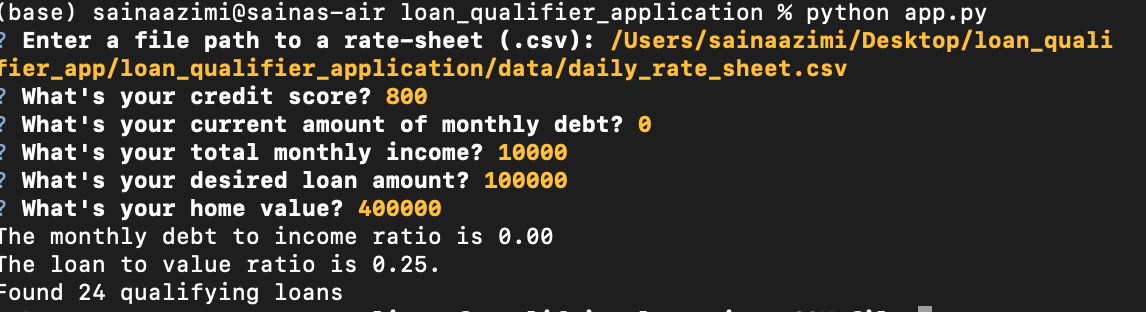 (base) sainaazimi@sainas-air loan_qualifier_application % python app.py
? Enter a file path to a rate-sheet (.csv): /Users/sainaazimi/Desktop/loan_quali
fier_app/loan_qualifier_application/data/daily_rate_sheet.csv
? What's your credit score? 800
? What's your current amount of monthly debt? 0
? What's your total monthly income? 10000
? What's your desired loan amount? 100000
? What's your home value? 400000
The monthly debt to income ratio is 0.00
The loan to value ratio is 0.25.
Found 24 qualifying loans